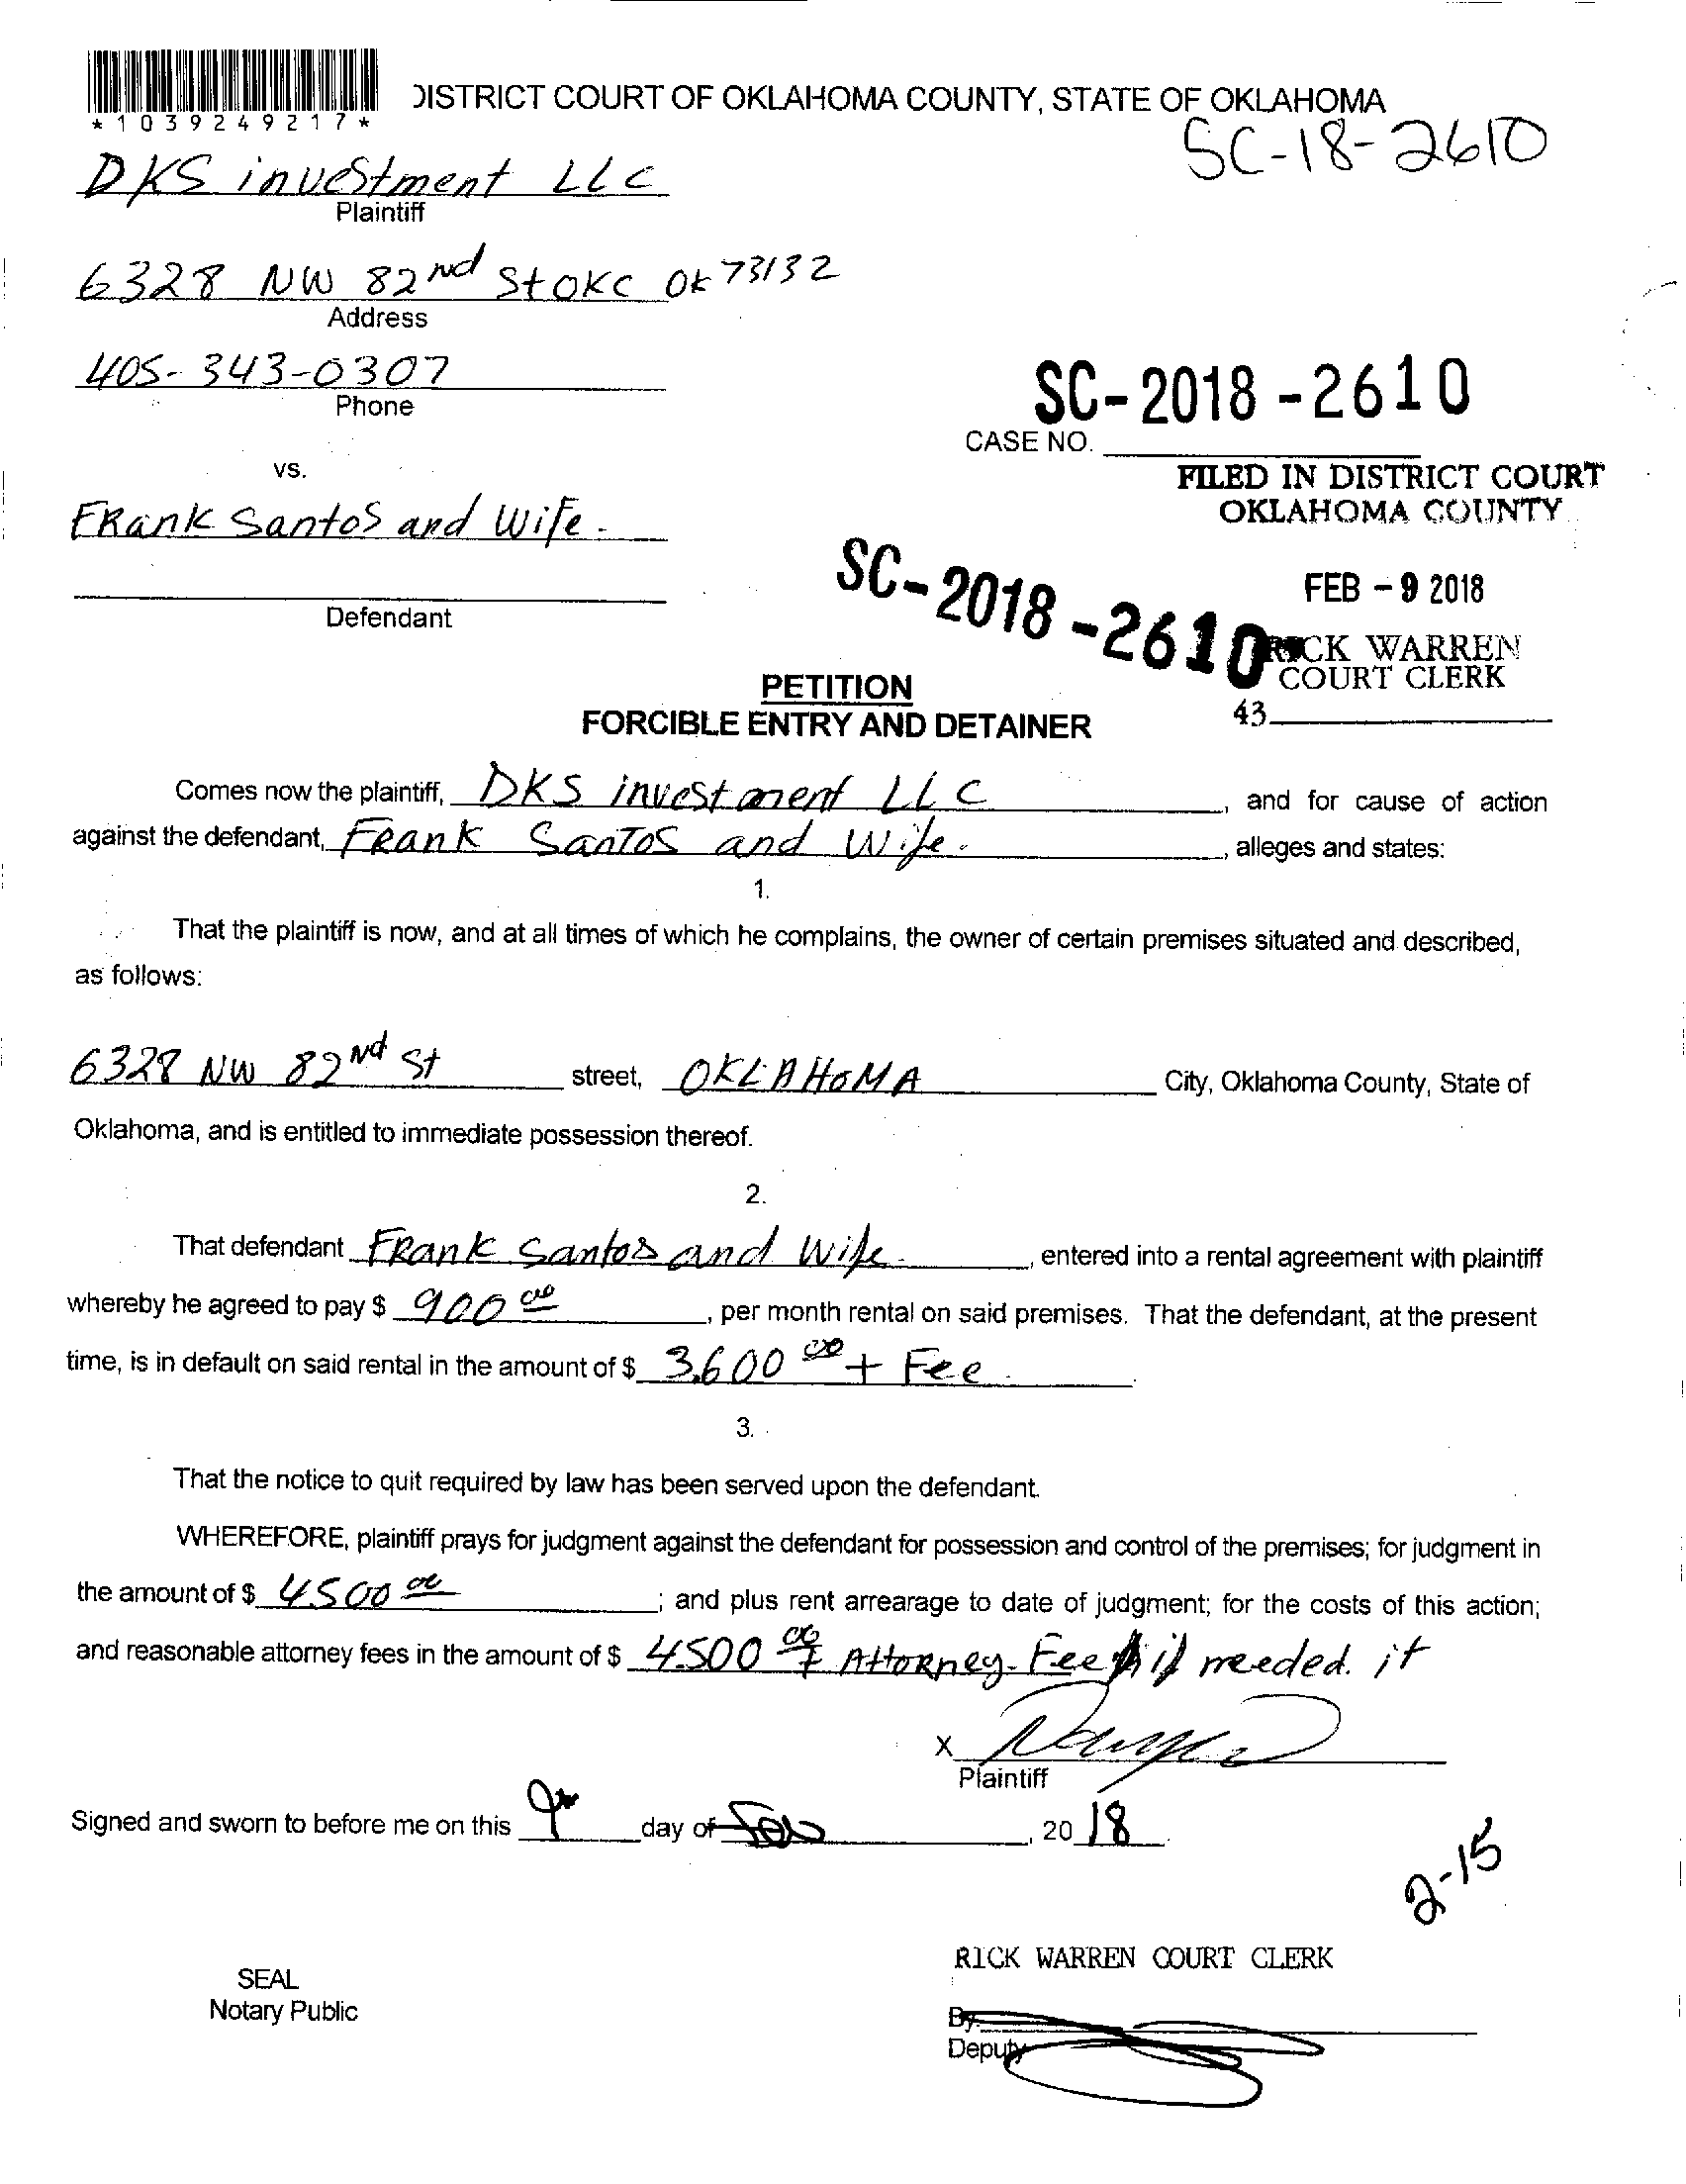 *1039249217*
DISTRICT COURT OF OKLAHOMA COUNTY, STATE OF OKLAHOMA
SC-18-2610
DKS investment LLC
Plaintiff
6328 NW 82nd St OKC OK 73132
Address
405-343-0307
Phone
SC-2018-2610
CASE NO.
vs.
FILED IN DISTRICT COURT
OKLAHOMA COUNTY
FRank Santos and Wife.
SC-2018-2610
FEB - 9 2018
Defendant
RICK WARREN
COURT CLERK
PETITION
43
FORCIBLE ENTRY AND DETAINER
Comes now the plaintiff, DKS investment LLC, and for cause of action
against the defendant, FRank Santos and Wife., alleges and states:
1.
That the plaintiff is now, and at all times of which he complains, the owner of certain premises situated and described,
as follows:
6328 NW 82nd St street, OKLAHOMA City, Oklahoma County, State of
Oklahoma, and is entitled to immediate possession thereof.
2.
That defendant FRank Santos and Wife., entered into a rental agreement with plaintiff
whereby he agreed to pay $ 900 00, per month rental on said premises. That the defendant, at the present
time, is in default on said rental in the amount of $ 3,600 00 + Fee.
3.
That the notice to quit required by law has been served upon the defendant.
WHEREFORE, plaintiff prays for judgment against the defendant for possession and control of the premises; for judgment in
the amount of $ 4500 00; and plus rent arrearage to date of judgment; for the costs of this action;
and reasonable attorney fees in the amount of $ 4500 00 + AttoRney-Fee if needed. it
X
Plaintiff
Signed and sworn to before me on this 9th day of Feb, 2018.
2-15
RICK WARREN COURT CLERK
SEAL
Notary Public
By:
Deputy